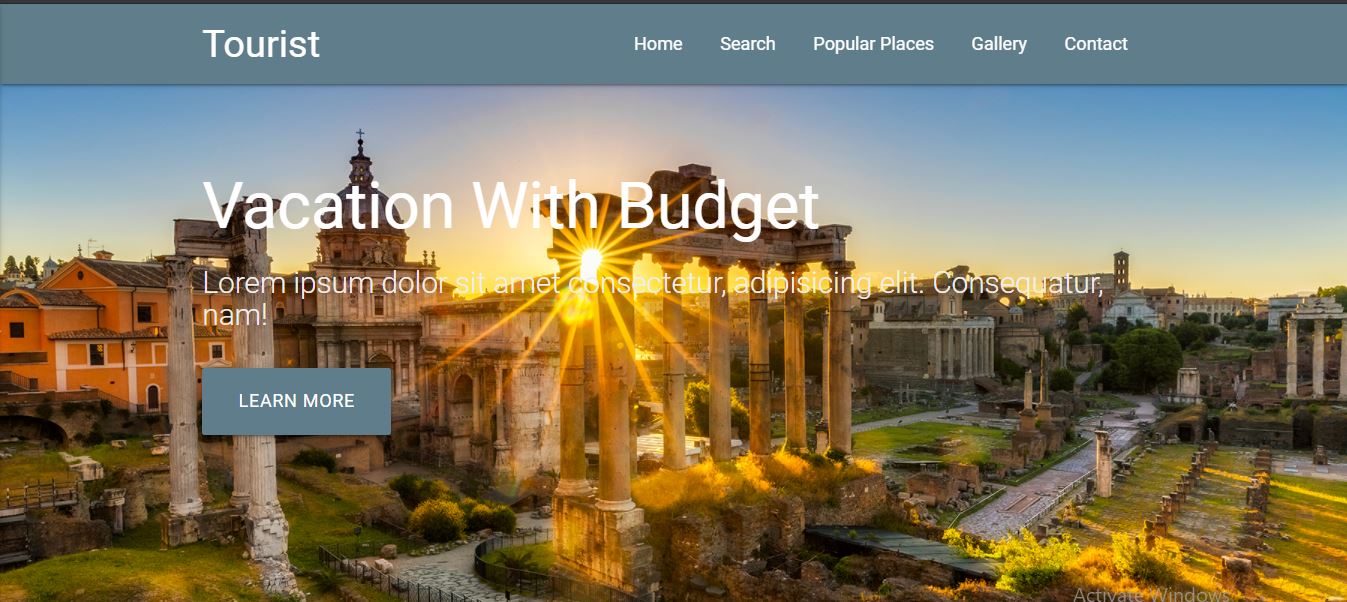 Tourist
Home Search Popular Places Gallery Contact
Vacation With Budget
Lorem ipsum dolor sit amet consectetur, adipisicing elit. Consequatur,
nam!
LEARN MORE
Activate Windows